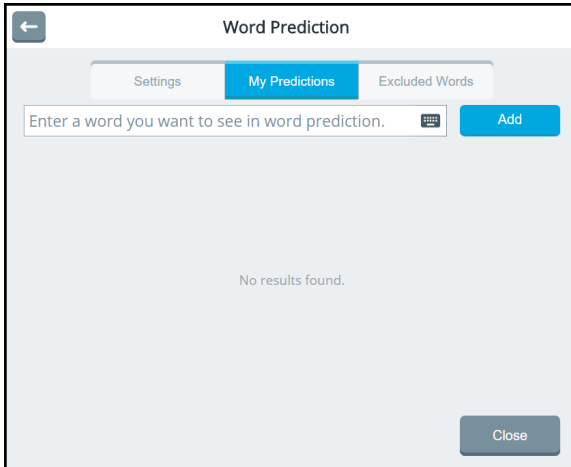 Word Prediction
Settings My Predictions Excluded Words
Enter a word you want to see in word prediction. Add
No results found.
Close